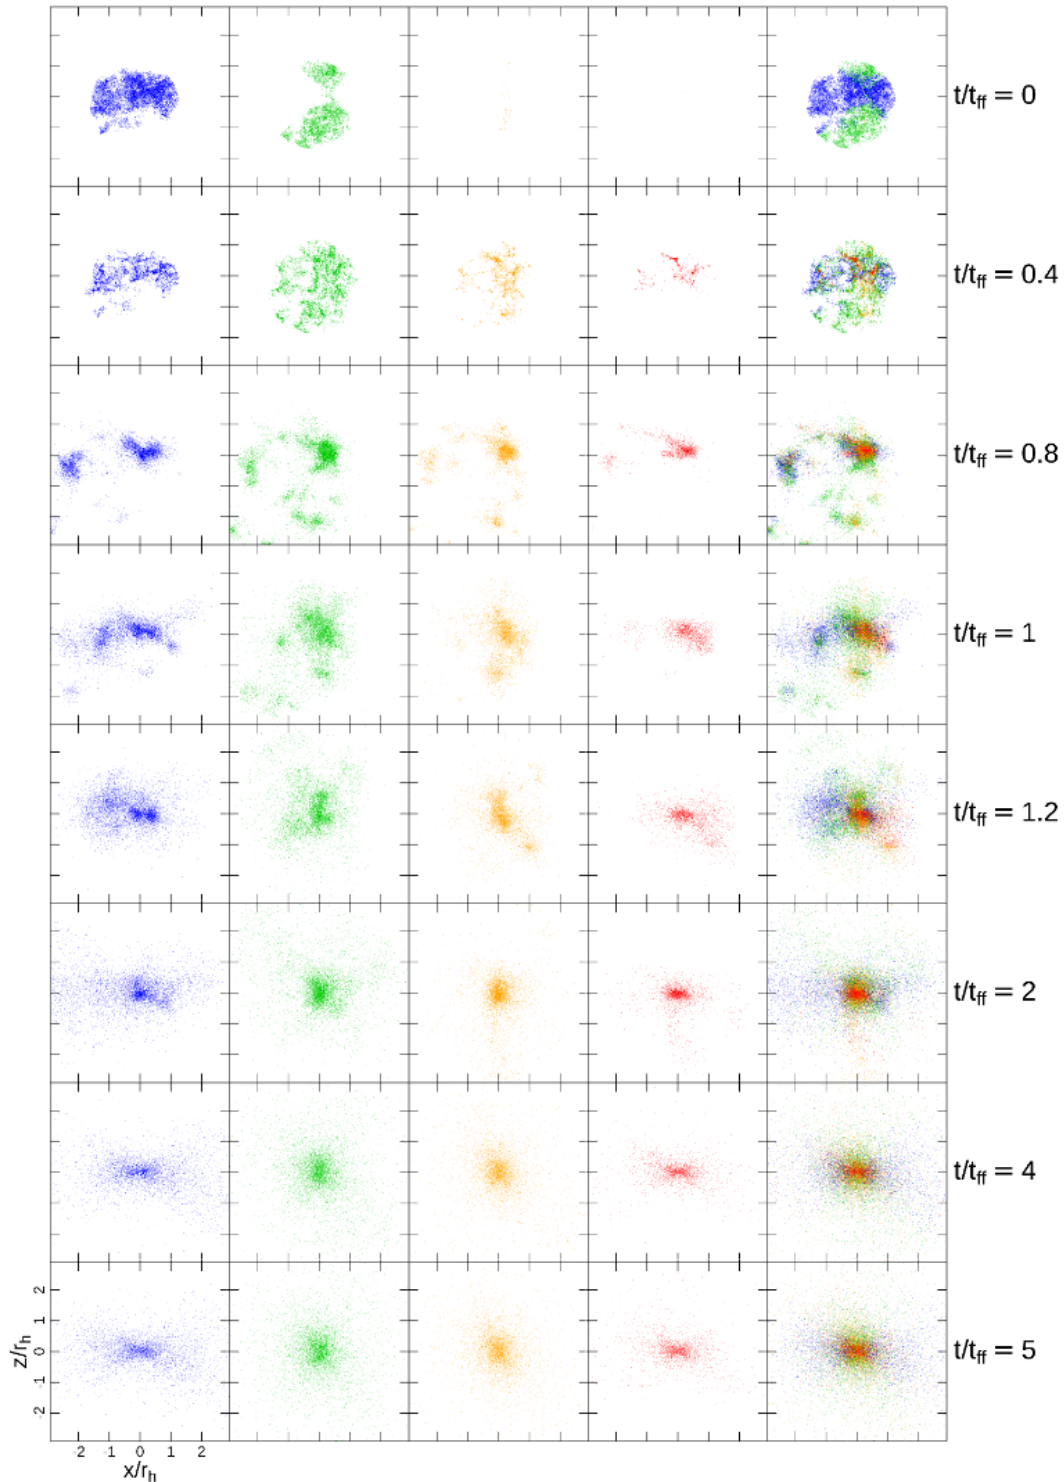 t/t_ff = 0
t/t_ff = 0.4
t/t_ff = 0.8
t/t_ff = 1
t/t_ff = 1.2
t/t_ff = 2
t/t_ff = 4
t/t_ff = 5
z/r_h
2
1
0
-1
-2
-2 -1 0 1 2
x/r_h